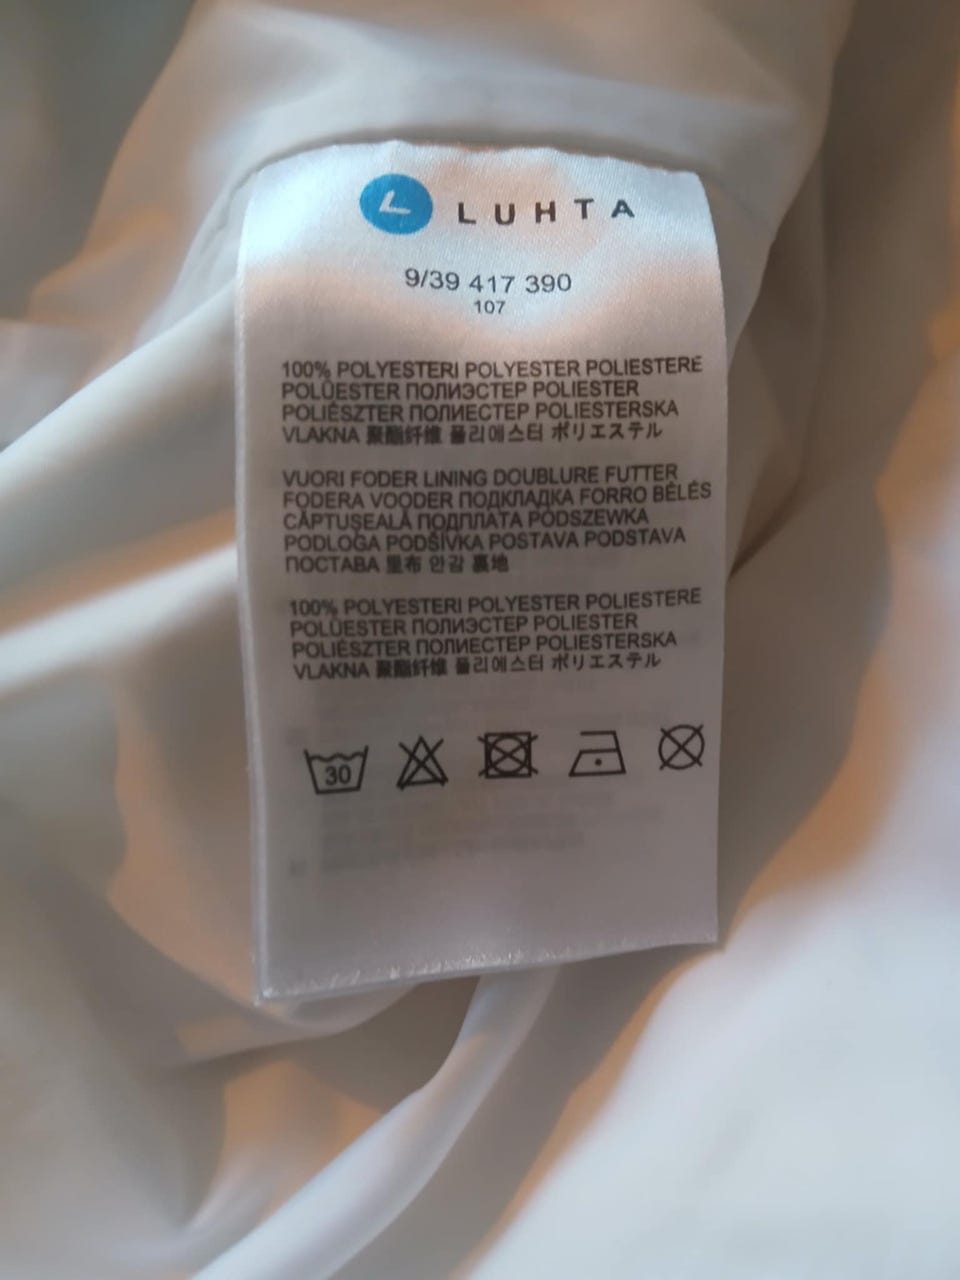 LUHTA
9/39 417 390
107
100% POLYESTERI POLYESTER POLIESTERE
POLÜESTER ПОЛИЭСТЕР POLIESTER
POLIÉSZTER ПОЛИЕСТЕР POLIESTERSKA
VLAKNA 聚酯纤维 폴리에스터 ポリエステル
VUORI FODER LINING DOUBLURE FUTTER
FODERA VOODER ПОДКЛАДКА FORRO BÉLÉS
CĂPTUŞEALĂ ПОДПЛАТА PODSZEWKA
PODLOGA PODŠÍVKA POSTAVA PODSTAVA
ПОСТАВА 里布 안감 裏地
100% POLYESTERI POLYESTER POLIESTERE
POLÜESTER ПОЛИЭСТЕР POLIESTER
POLIÉSZTER ПОЛИЕСТЕР POLIESTERSKA
VLAKNA 聚酯纤维 폴리에스터 ポリエステル
30